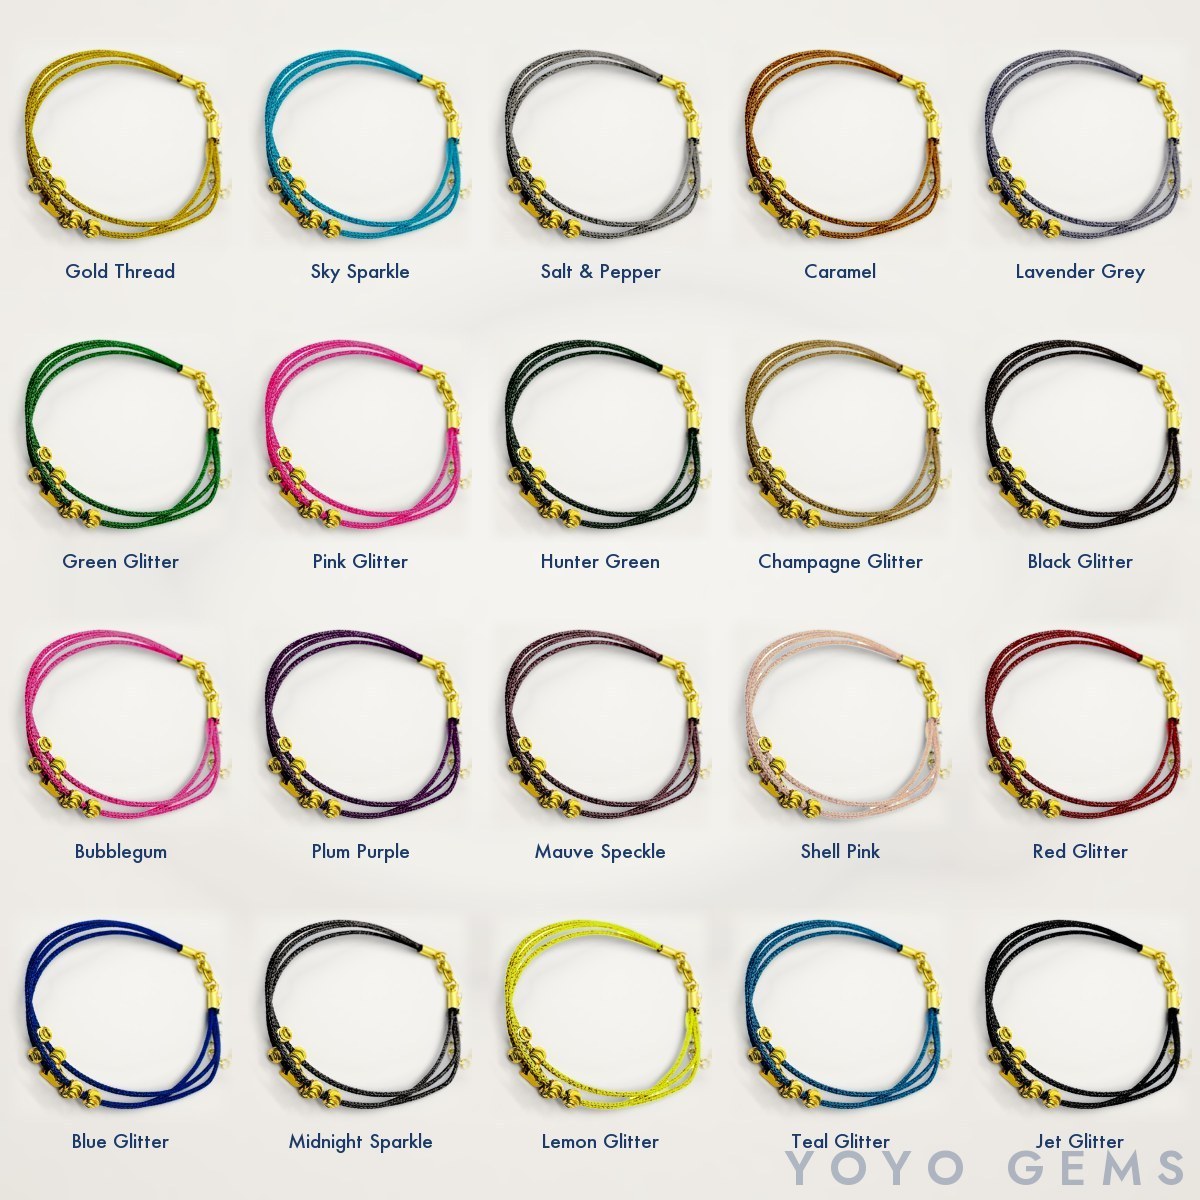 Gold Thread
Sky Sparkle
Salt & Pepper
Caramel
Lavender Grey
Green Glitter
Pink Glitter
Hunter Green
Champagne Glitter
Black Glitter
Bubblegum
Plum Purple
Mauve Speckle
Shell Pink
Red Glitter
Blue Glitter
Midnight Sparkle
Lemon Glitter
Teal Glitter
Jet Glitter
YOYO GEMS